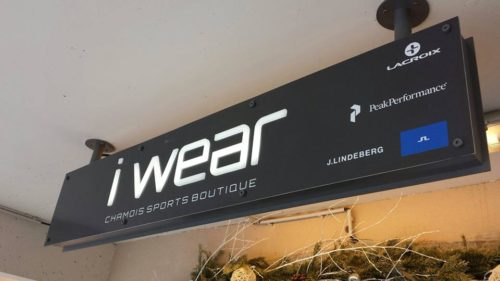 i wear
CHAMOIS SPORTS BOUTIQUE
LACROIX
PeakPerformance
J.LINDEBERG
JL